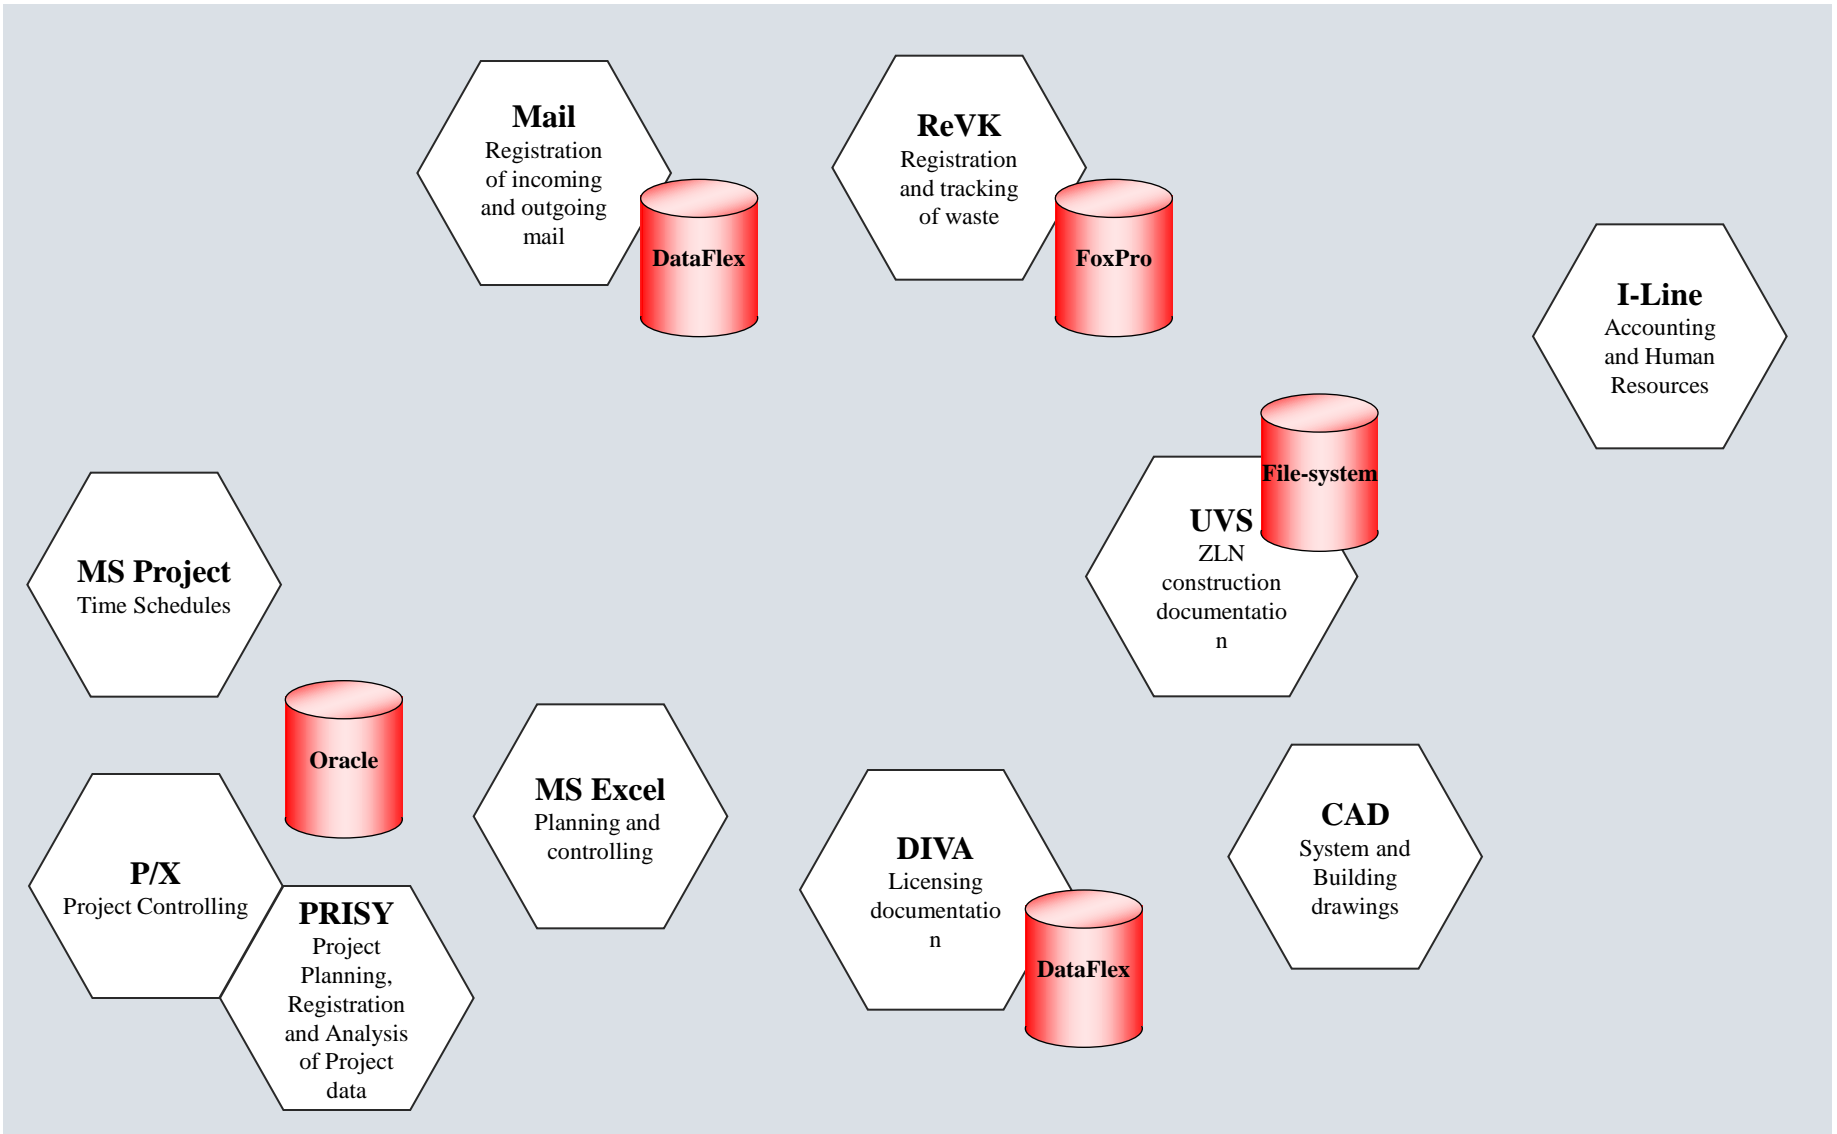 Mail
Registration
of incoming
and outgoing
mail
DataFlex
ReVK
Registration
and tracking
of waste
FoxPro
I-Line
Accounting
and Human
Resources
File-system
UVS
ZLN
construction
documentatio
n
MS Project
Time Schedules
Oracle
MS Excel
Planning and
controlling
P/X
Project Controlling
PRISY
Project
Planning,
Registration
and Analysis
of Project
data
DIVA
Licensing
documentatio
n
DataFlex
CAD
System and
Building
drawings